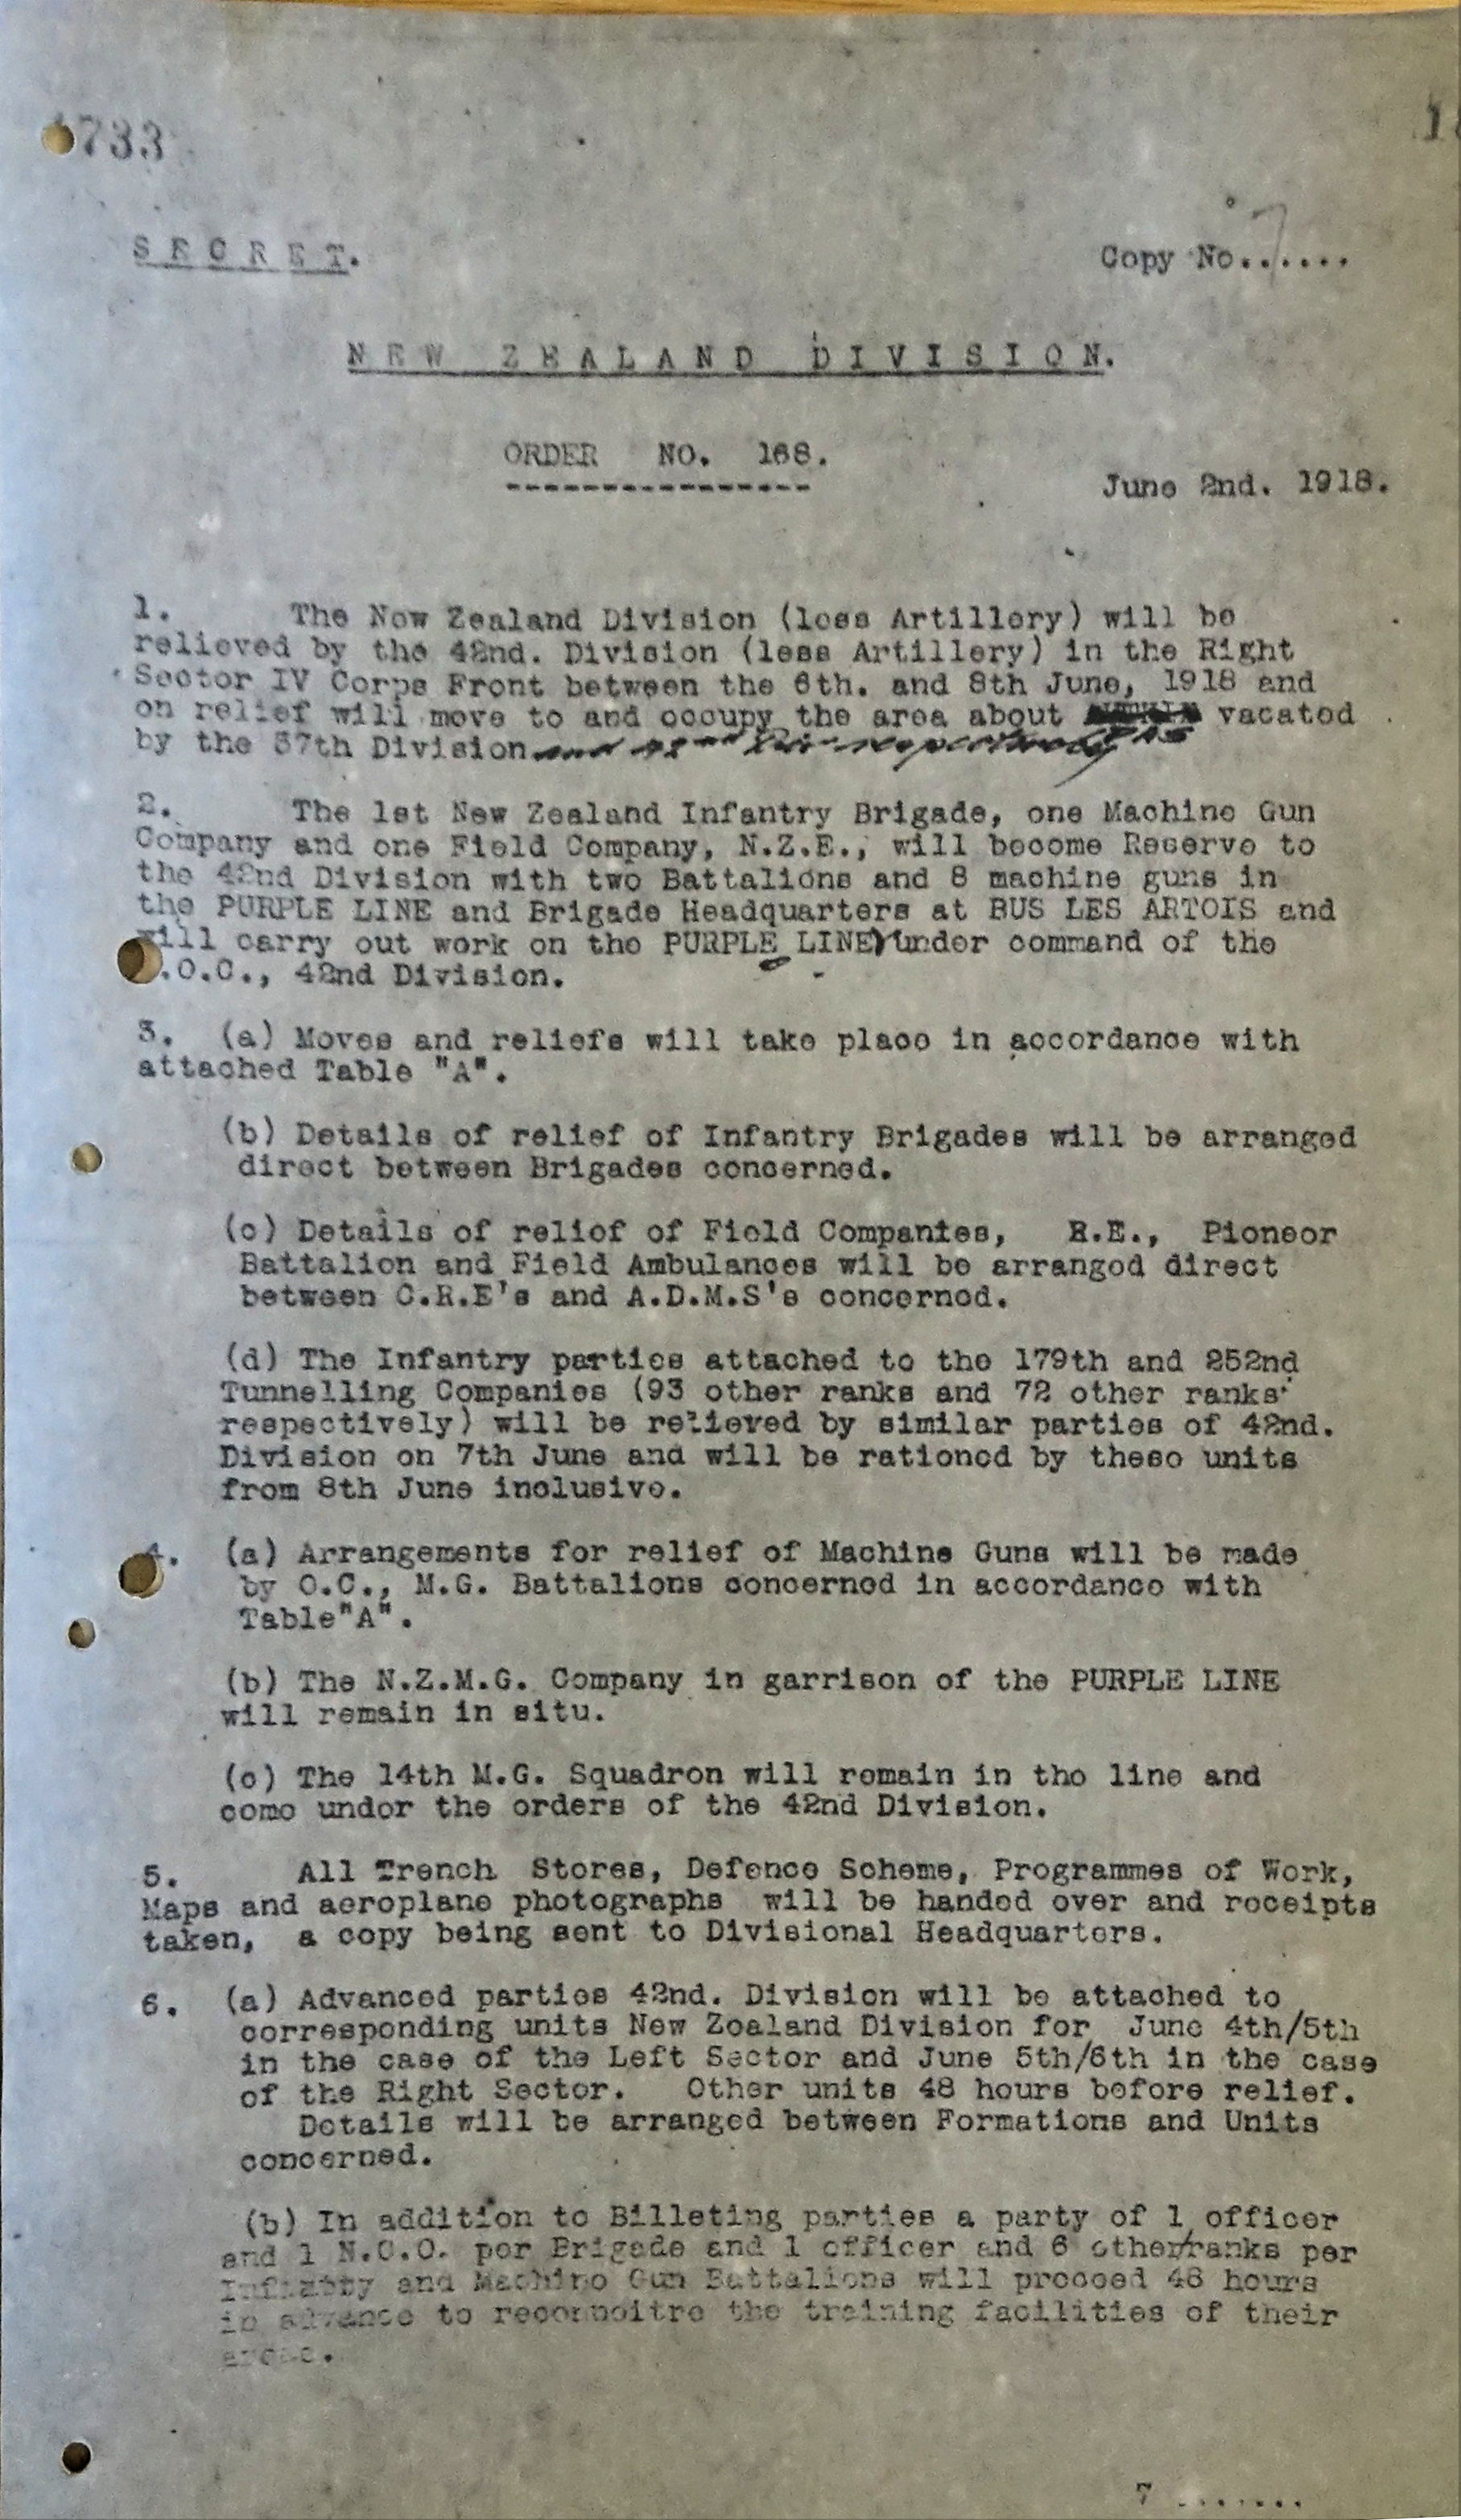 733
1
S E C R E T.
Copy No.7.....
N E W   Z E A L A N D   D I V I S I O N.
ORDER   NO.  168.
June 2nd. 1918.
1.      The New Zealand Division (less Artillery) will be
relieved by the 42nd. Division (less Artillery) in the Right
Sector IV Corps Front between the 6th. and 8th June, 1918 and
on relief will move to and occupy the area about vacated
by the 37th Division and 42nd Div respectively
2.      The 1st New Zealand Infantry Brigade, one Machine Gun
Company and one Field Company, N.Z.E., will become Reserve to
the 42nd Division with two Battalions and 8 machine guns in
the PURPLE LINE and Brigade Headquarters at BUS LES ARTOIS and
will carry out work on the PURPLE LINE) under command of the
.O.C., 42nd Division.
3.  (a) Moves and reliefs will take place in accordance with
attached Table "A".
(b) Details of relief of Infantry Brigades will be arranged
direct between Brigades concerned.
(c) Details of relief of Field Companies,   R.E.,  Pioneer
Battalion and Field Ambulances will be arranged direct
between C.R.E's and A.D.M.S's concerned.
(d) The Infantry parties attached to the 179th and 252nd
Tunnelling Companies (93 other ranks and 72 other ranks
respectively) will be relieved by similar parties of 42nd.
Division on 7th June and will be rationed by these units
from 8th June inclusive.
4.  (a) Arrangements for relief of Machine Guns will be made
by O.C., M.G. Battalions concerned in accordance with
Table"A".
(b) The N.Z.M.G. Company in garrison of the PURPLE LINE
will remain in situ.
(c) The 14th M.G. Squadron will remain in the line and
come under the orders of the 42nd Division.
5.      All Trench Stores, Defence Scheme, Programmes of Work,
Maps and aeroplane photographs  will be handed over and receipts
taken,  a copy being sent to Divisional Headquarters.
6.  (a) Advanced parties 42nd. Division will be attached to
corresponding units New Zealand Division for  June 4th/5th
in the case of the Left Sector and June 5th/6th in the case
of the Right Sector.   Other units 48 hours before relief.
Details will be arranged between Formations and Units
concerned.
(b) In addition to Billeting parties a party of 1 officer
and 1 N.C.O. per Brigade and 1 officer and 6 other/ranks per
Infantry and Machine Gun Battalions will proceed 48 hours
in advance to reconnoitre the training facilities of their
areas.
7 .......